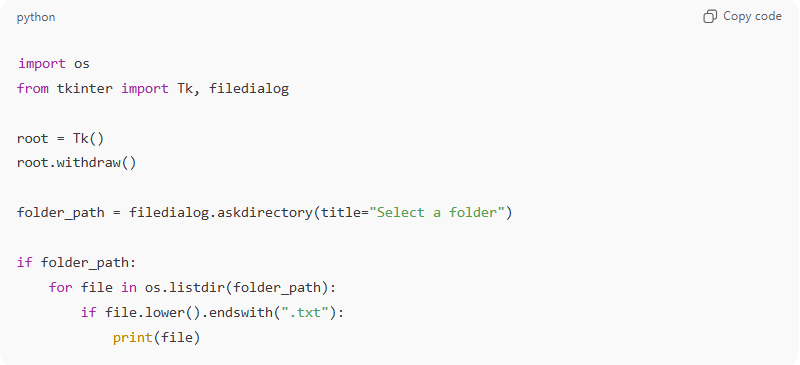 python
Copy code
import os
from tkinter import Tk, filedialog
root = Tk()
root.withdraw()
folder_path = filedialog.askdirectory(title="Select a folder")
if folder_path:
    for file in os.listdir(folder_path):
        if file.lower().endswith(".txt"):
            print(file)